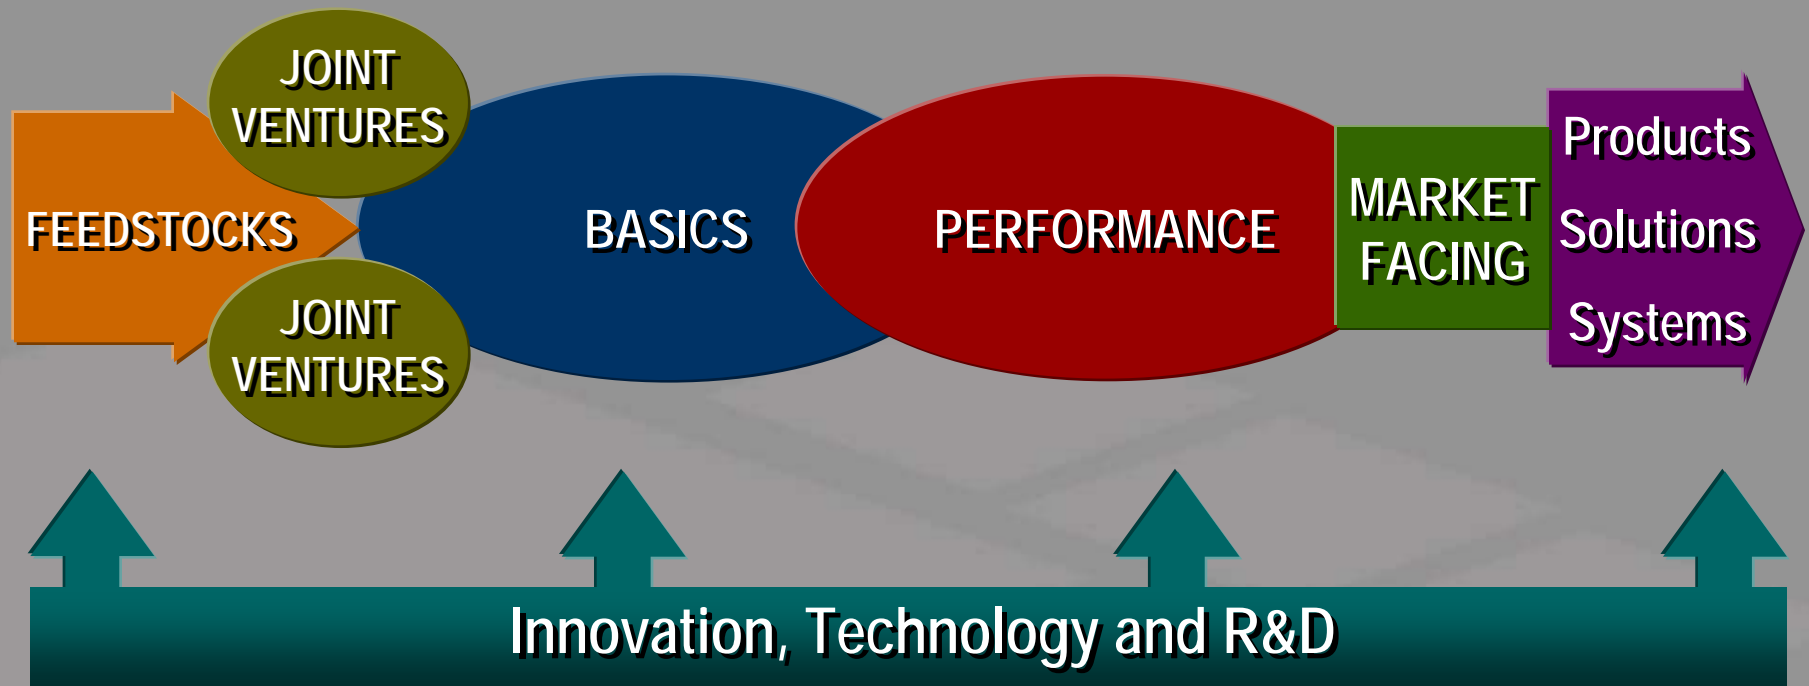 JOINT
VENTURES
FEEDSTOCKS
JOINT
VENTURES
BASICS
PERFORMANCE
MARKET
FACING
Products
Solutions
Systems
Innovation, Technology and R&D